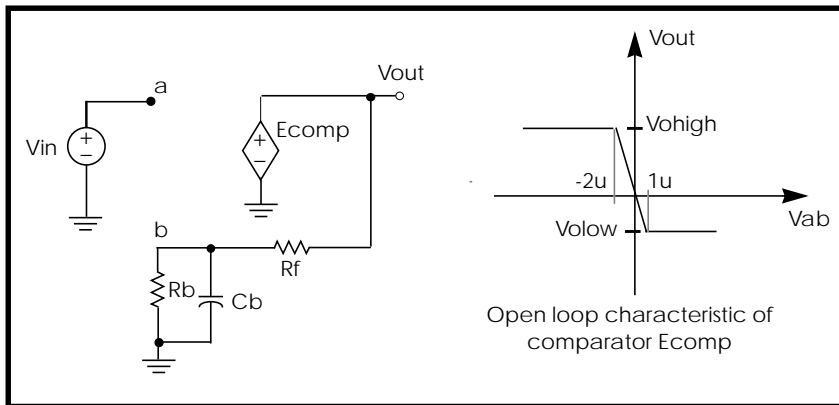 Vout
a
Vin
+
−
Ecomp
+
−
Vout
b
Rf
Rb
Cb
Vohigh
-2u
1u
Vab
Volow
Open loop characteristic of
comparator Ecomp